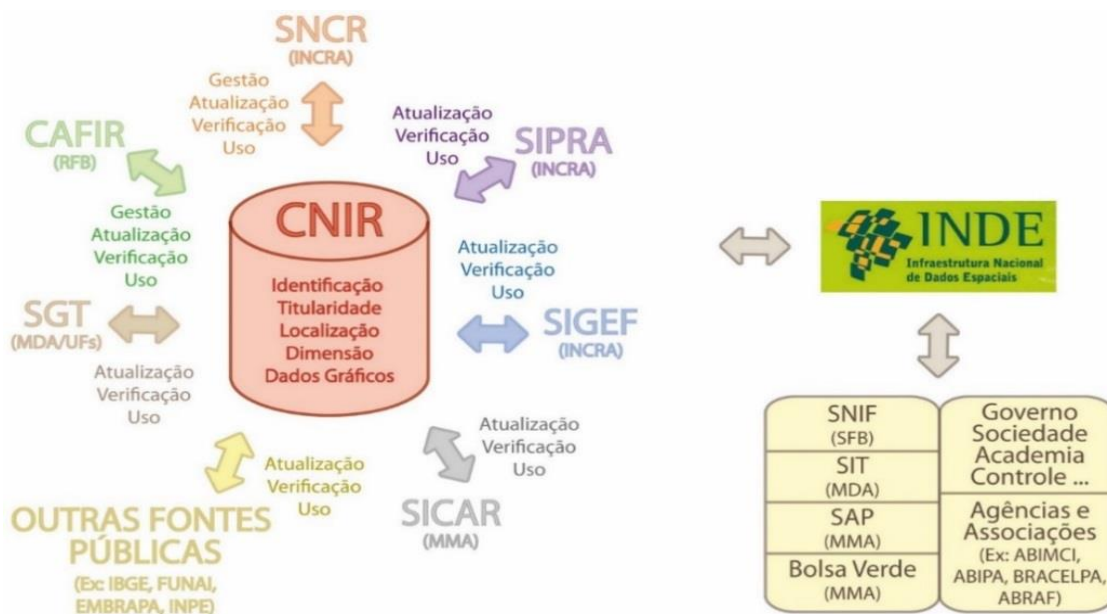 SNCR
(INCRA)
Gestão
Atualização
Verificação
Uso
CAFIR
(RFB)
Gestão
Atualização
Verificação
Uso
Atualização
Verificação
Uso
SIPRA
(INCRA)
CNIR
Identificação
Titularidade
Localização
Dimensão
Dados Gráficos
Atualização
Verificação
Uso
SIGEF
(INCRA)
SGT
(MDA/UFs)
Atualização
Verificação
Uso
Atualização
Verificação
Uso
SICAR
(MMA)
Atualização
Verificação
Uso
OUTRAS FONTES
PÚBLICAS
(Ex: IBGE, FUNAI,
EMBRAPA, INPE)
INDE
Infraestrutura Nacional
de Dados Espaciais
SNIF
(SFB)
SIT
(MDA)
SAP
(MMA)
Bolsa Verde
(MMA)
Governo
Sociedade
Academia
Controle ...
Agências e
Associações
(Ex: ABIMCI,
ABIPA, BRACELPA,
ABRAF)